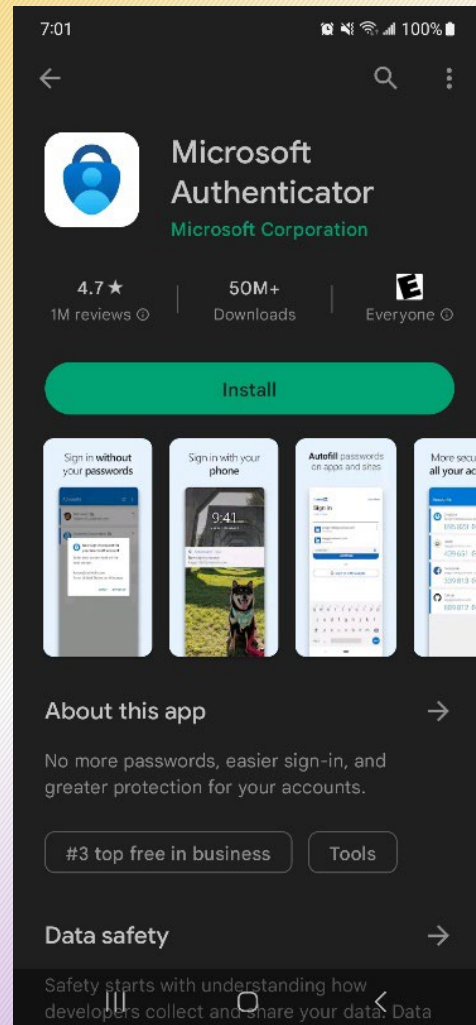 7:01
100%
Microsoft
Authenticator
Microsoft Corporation
4.7★
1M reviews
50M+
Downloads
E
Everyone
Install
Sign in without
your passwords
Sign in with your
phone
9:41
Autofill passwords
on apps and sites
Sign in
More secu
all your ac
About this app
No more passwords, easier sign-in, and
greater protection for your accounts.
#3 top free in business
Tools
Data safety
Safety starts with understanding how
developers collect and share your data. Data